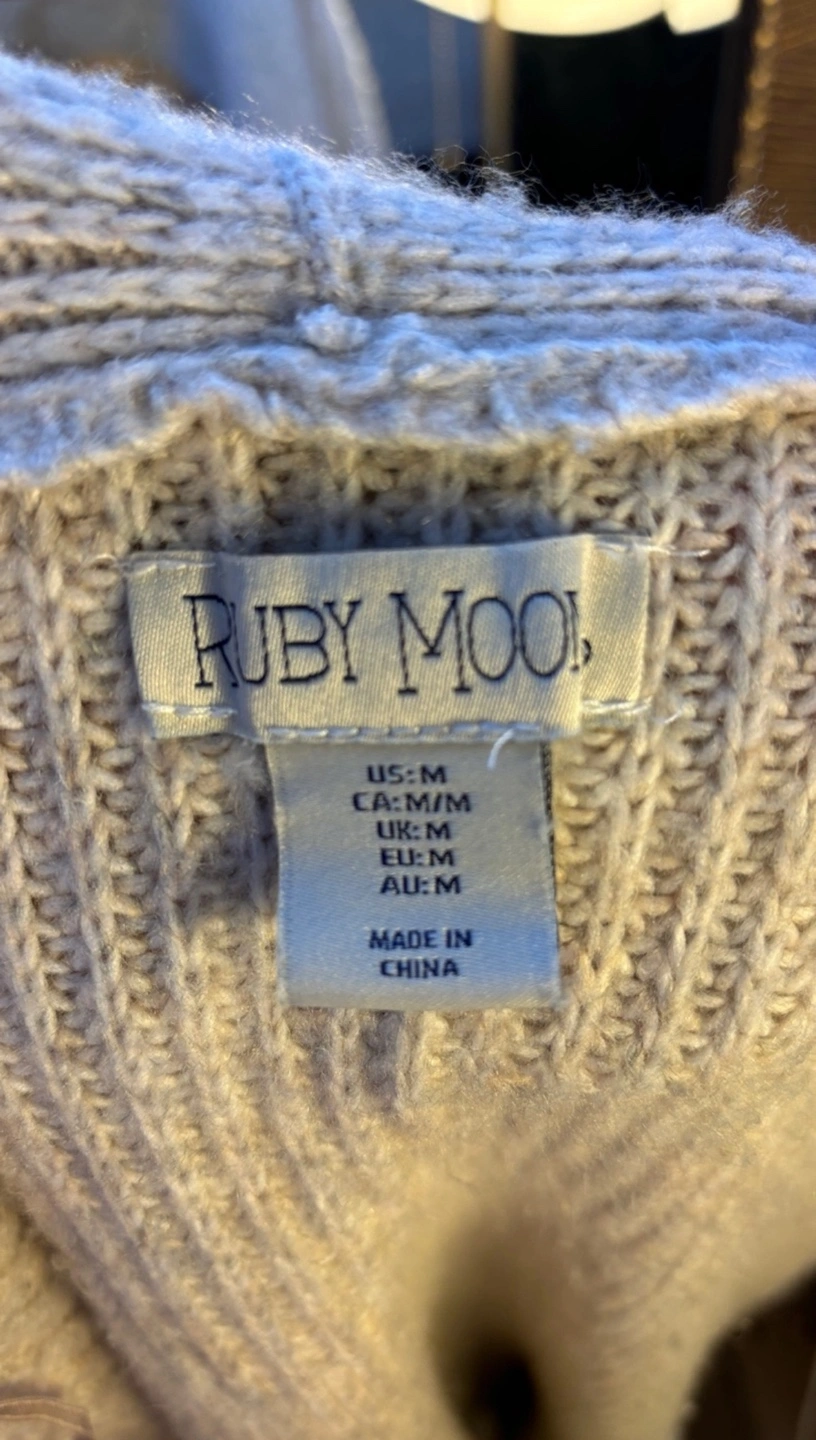 RUBY MOON
US:M
CA:M/M
UK:M
EU:M
AU:M
MADE IN
CHINA